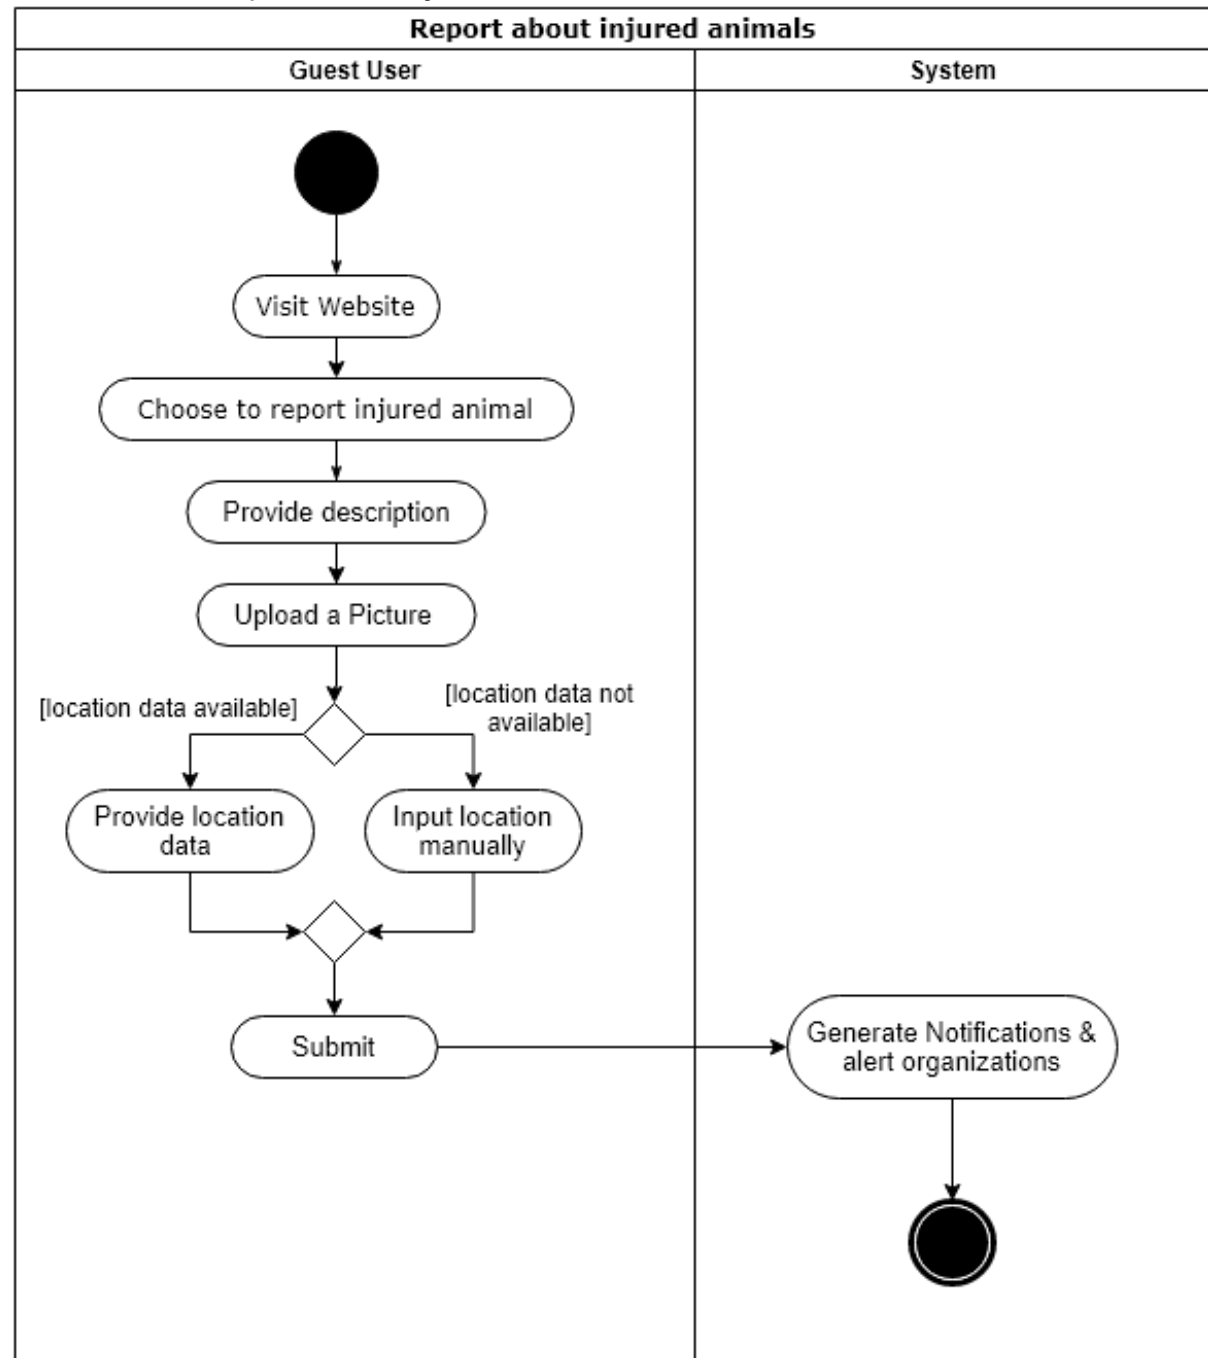 Report about injured animals
Guest User
System
Visit Website
Choose to report injured animal
Provide description
Upload a Picture
[location data available]
[location data not
available]
Provide location
data
Input location
manually
Submit
Generate Notifications &
alert organizations